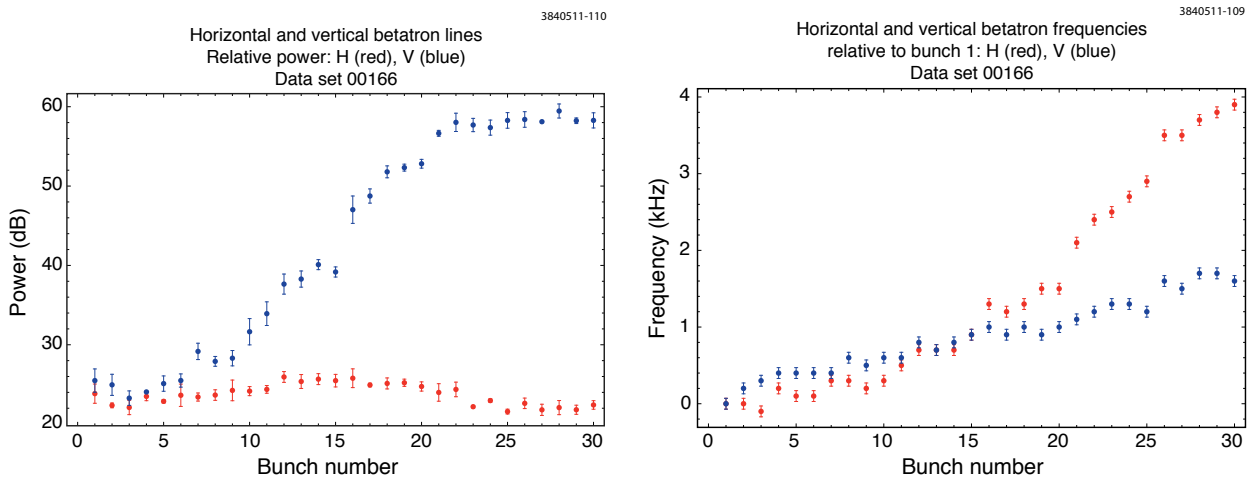 3840511-110
Horizontal and vertical betatron lines
Relative power: H (red), V (blue)
Data set 00166
60
50
40
30
20
Power (dB)
0 5 10 15 20 25 30
Bunch number
3840511-109
Horizontal and vertical betatron frequencies
relative to bunch 1: H (red), V (blue)
Data set 00166
4
3
2
1
0
Frequency (kHz)
0 5 10 15 20 25 30
Bunch number